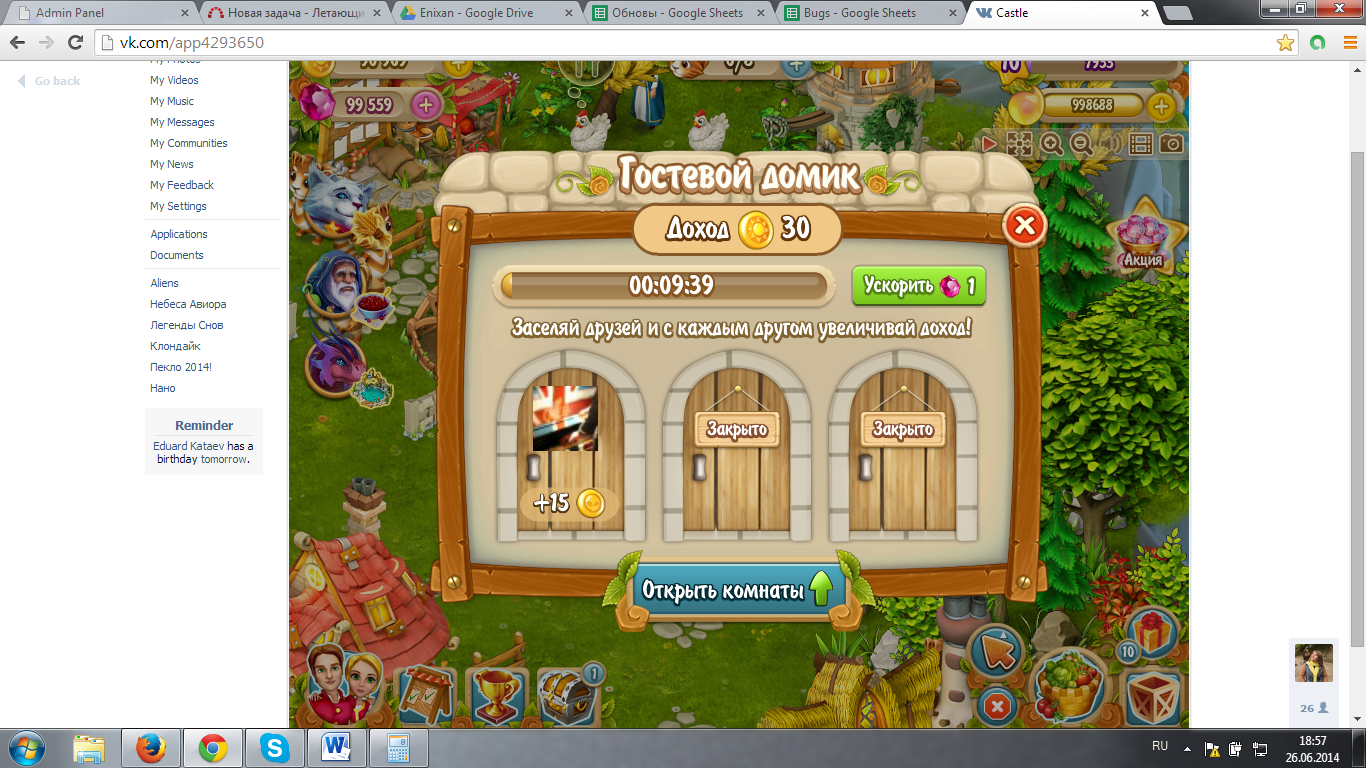 Admin Panel
Новая задача - Летающи
Enixan - Google Drive
Обновы - Google Sheets
Bugs - Google Sheets
Castle
vk.com/app4293650
Go back
My Videos
My Music
My Messages
My Communities
My News
My Feedback
My Settings
Applications
Documents
Aliens
Небеса Авиора
Легенды Снов
Клондайк
Пекло 2014!
Нано
Reminder
Eduard Kataev has a
birthday tomorrow.
99 559
998688
Гостевой домик
Доход 30
00:09:39
Ускорить 1
Заселяй друзей и с каждым другом увеличивай доход!
Закрыто
Закрыто
+15
Открыть комнаты
Акция
1
10
26
RU
18:57
26.06.2014